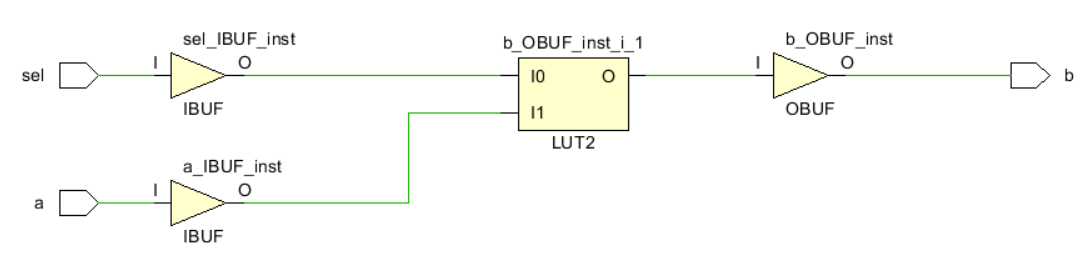 sel_IBUF_inst
b_OBUF_inst_i_1
b_OBUF_inst
sel
I
O
I0
O
I
O
b
IBUF
I1
OBUF
LUT2
a_IBUF_inst
a
I
O
IBUF